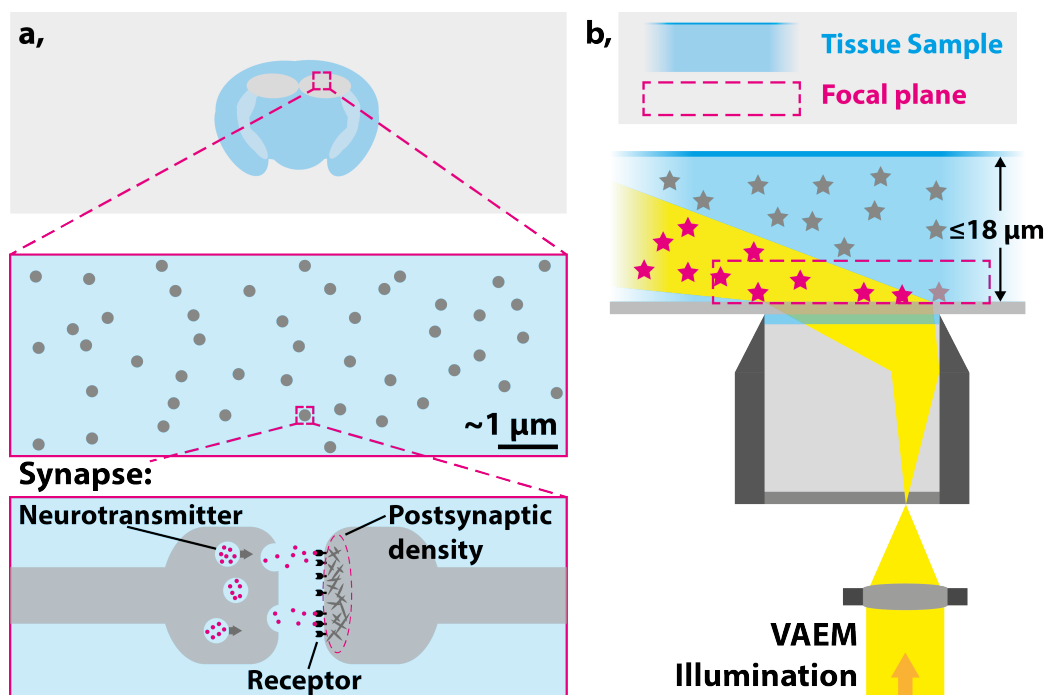 a,
~1 µm
Synapse:
Neurotransmitter
Postsynaptic
density
Receptor
b,
Tissue Sample
Focal plane
≤18 µm
VAEM
Illumination